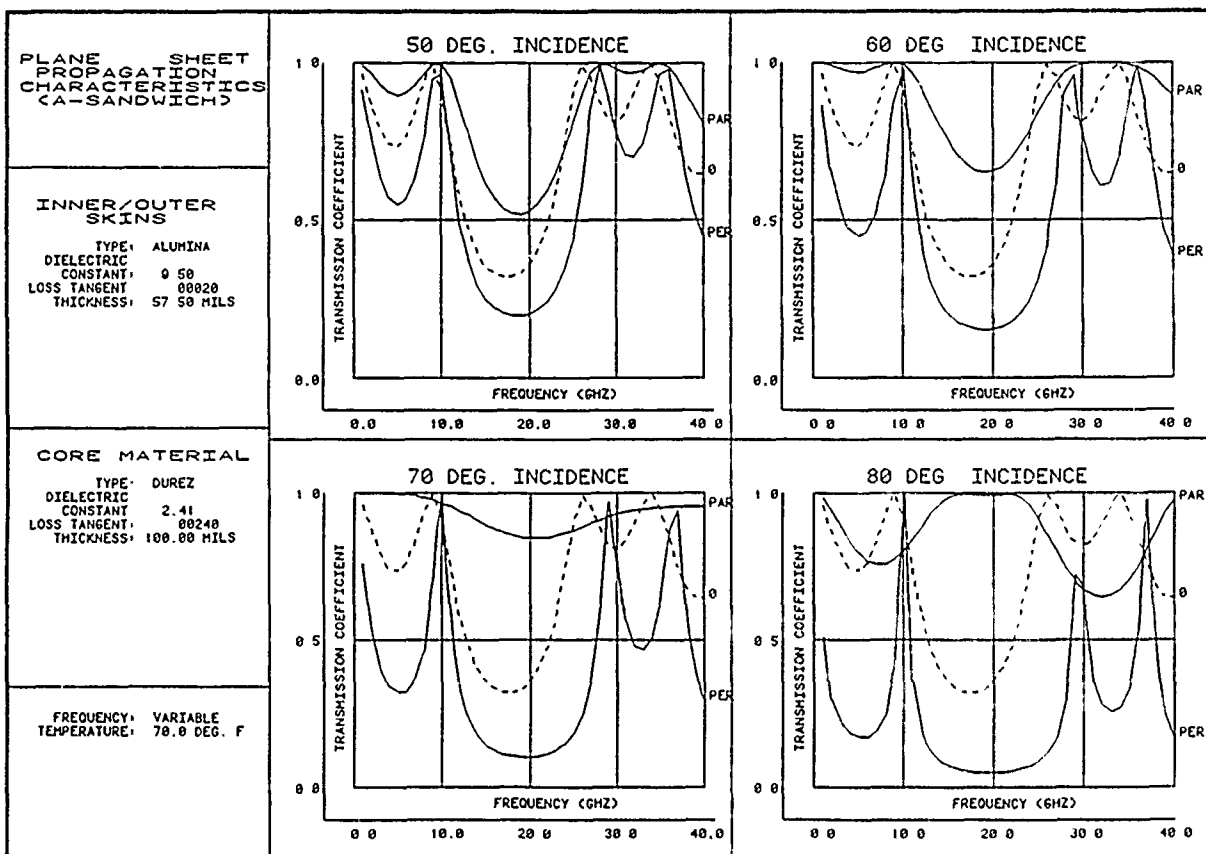 PLANE SHEET
PROPAGATION
CHARACTERISTICS
(A-SANDWICH)
INNER/OUTER
SKINS
TYPE: ALUMINA
DIELECTRIC
CONSTANT: 9 50
LOSS TANGENT 00020
THICKNESS: 57 50 MILS
CORE MATERIAL
TYPE: DUREZ
DIELECTRIC
CONSTANT 2.41
LOSS TANGENT: 00240
THICKNESS: 100.00 MILS
FREQUENCY: VARIABLE
TEMPERATURE: 70.0 DEG. F
50 DEG. INCIDENCE
1 0
0.5
0.0
TRANSMISSION COEFFICIENT
PAR
0
PER
FREQUENCY (GHZ)
0.0 10.0 20.0 30.0 40 0
60 DEG INCIDENCE
1 0
0.5
0.0
TRANSMISSION COEFFICIENT
PAR
0
PER
FREQUENCY (GHZ)
0.0 10 0 20 0 30 0 40 0
70 DEG. INCIDENCE
1 0
0 5
0 0
TRANSMISSION COEFFICIENT
PAR
0
PER
FREQUENCY (GHZ)
0 0 10.0 20 0 30 0 40.0
80 DEG INCIDENCE
1 0
0 5
0 0
TRANSMISSION COEFFICIENT
PAR
0
PER
FREQUENCY (GHZ)
0 0 10 0 20 0 30 0 40 0